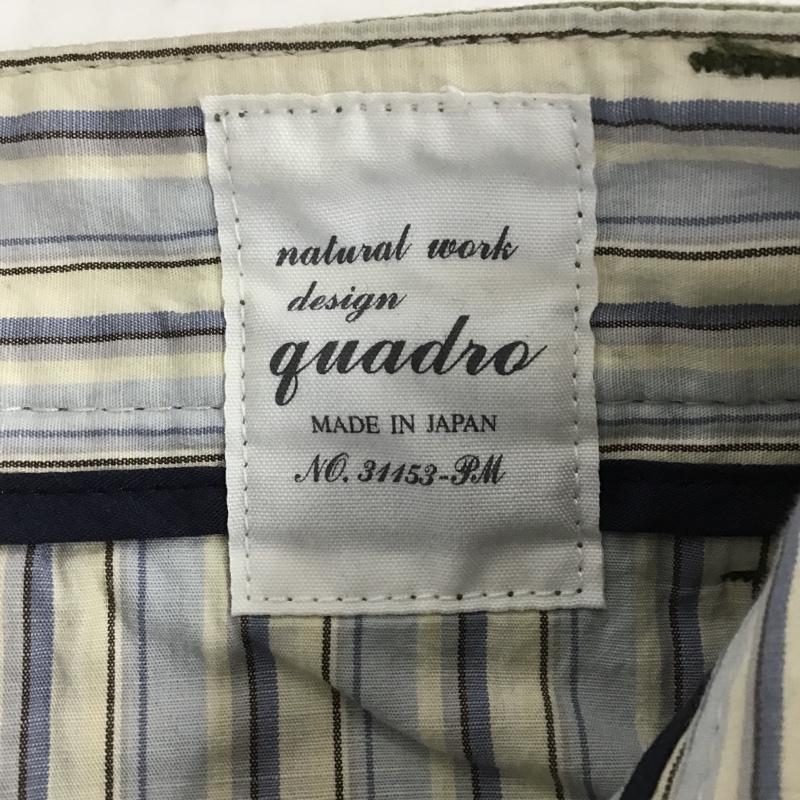 natural work
design
quadro
MADE IN JAPAN
NO. 31153-PM